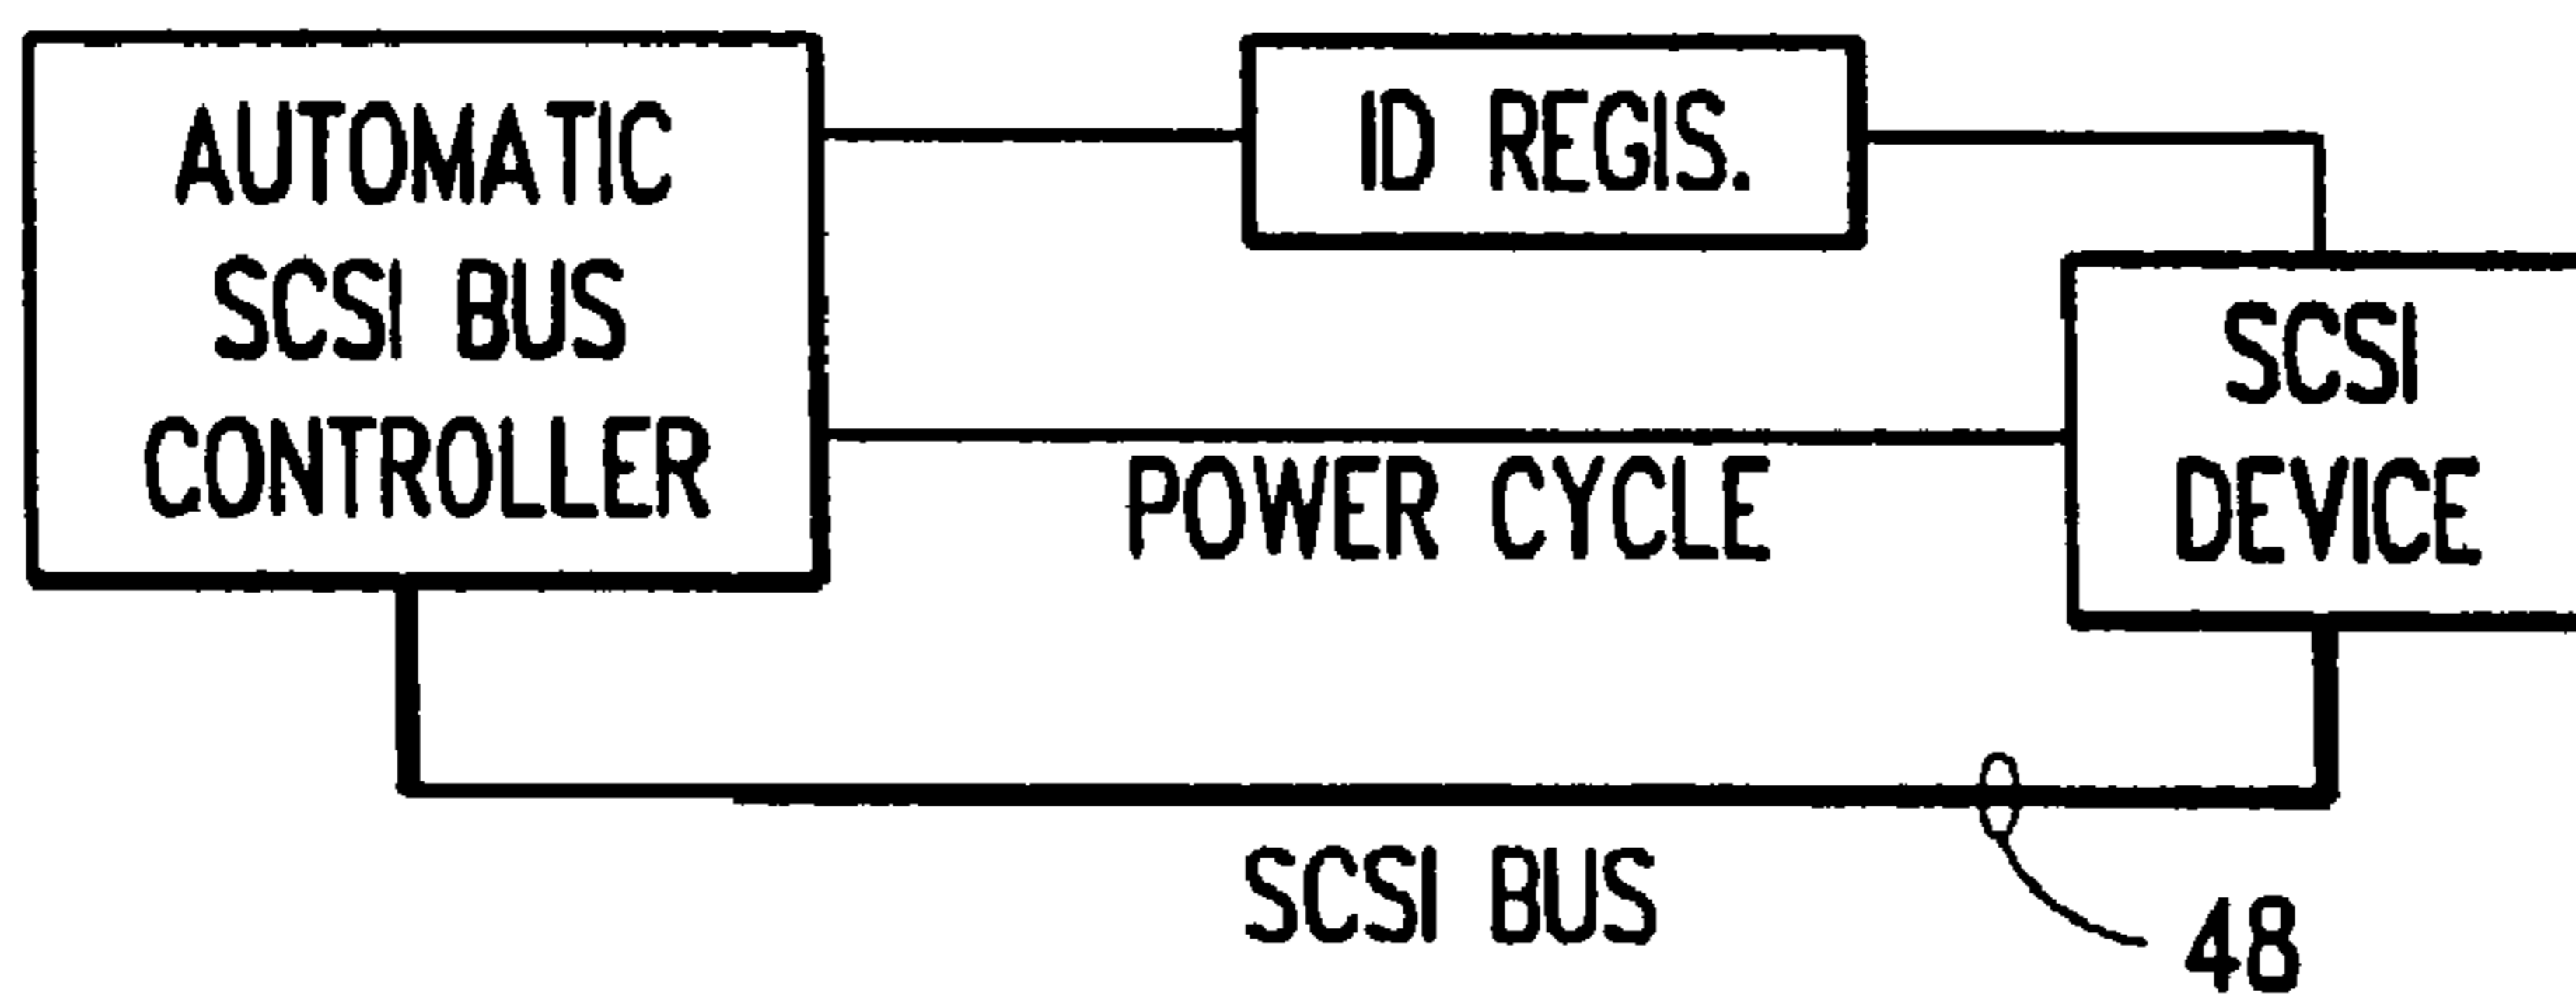 AUTOMATIC
SCSI BUS
CONTROLLER
ID REGIS.
SCSI
DEVICE
POWER CYCLE
SCSI BUS
48